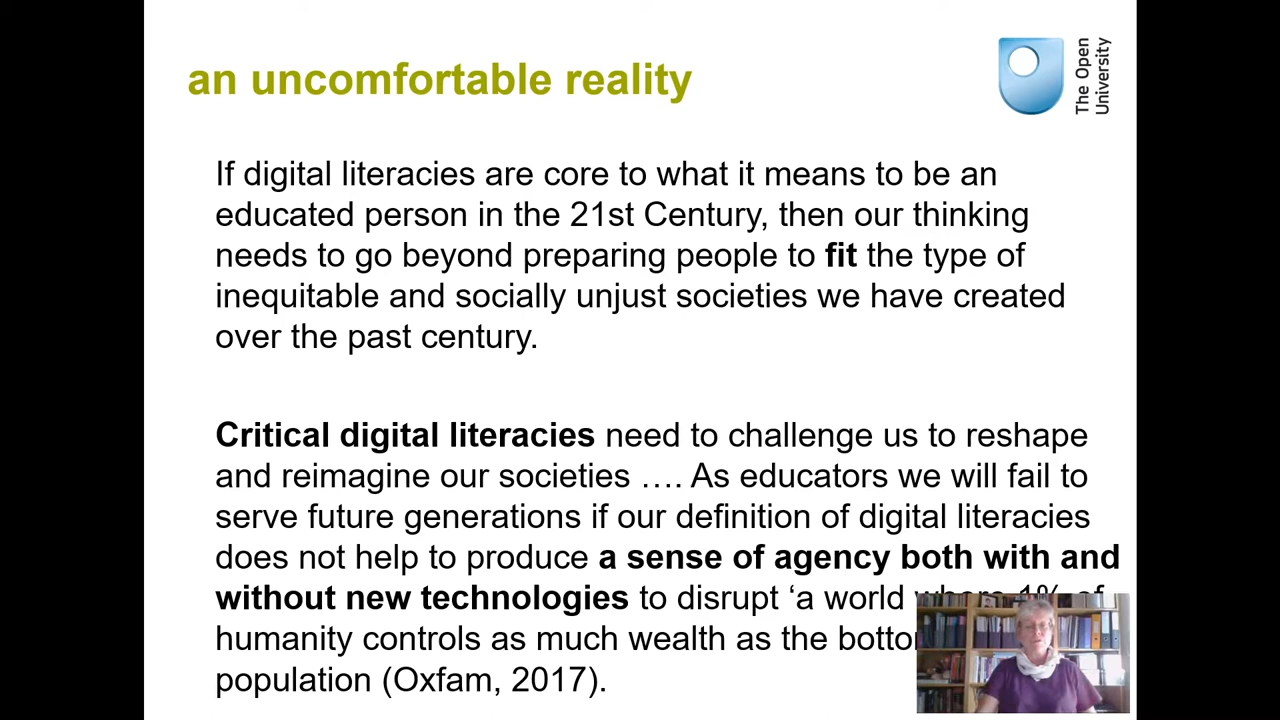 an uncomfortable reality
The Open
University
If digital literacies are core to what it means to be an
educated person in the 21st Century, then our thinking
needs to go beyond preparing people to fit the type of
inequitable and socially unjust societies we have created
over the past century.
Critical digital literacies need to challenge us to reshape
and reimagine our societies …. As educators we will fail to
serve future generations if our definition of digital literacies
does not help to produce a sense of agency both with and
without new technologies to disrupt ‘a world where 1% of
humanity controls as much wealth as the
population (Oxfam, 2017).